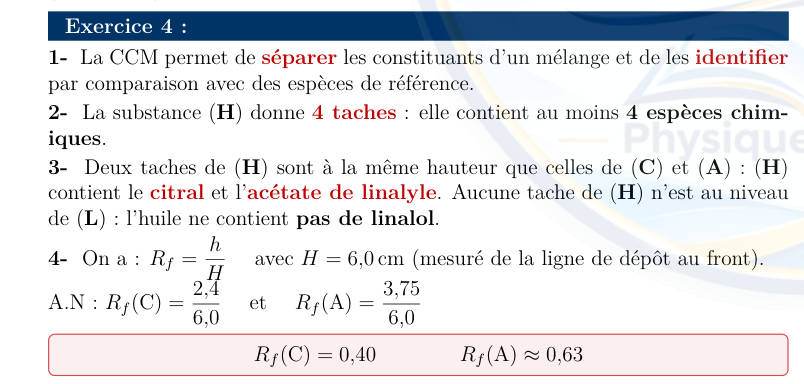 Exercice 4 :
1- La CCM permet de séparer les constituants d'un mélange et de les identifier
par comparaison avec des espèces de référence.
2- La substance (H) donne 4 taches : elle contient au moins 4 espèces chim-
iques.
3- Deux taches de (H) sont à la même hauteur que celles de (C) et (A) : (H)
contient le citral et l'acétate de linalyle. Aucune tache de (H) n'est au niveau
de (L) : l'huile ne contient pas de linalol.
4- On a : R_f = h/H avec H = 6,0 cm (mesuré de la ligne de dépôt au front).
A.N : R_f(C) = 2,4/6,0 et R_f(A) = 3,75/6,0
R_f(C) = 0,40 R_f(A) ≈ 0,63
Physique